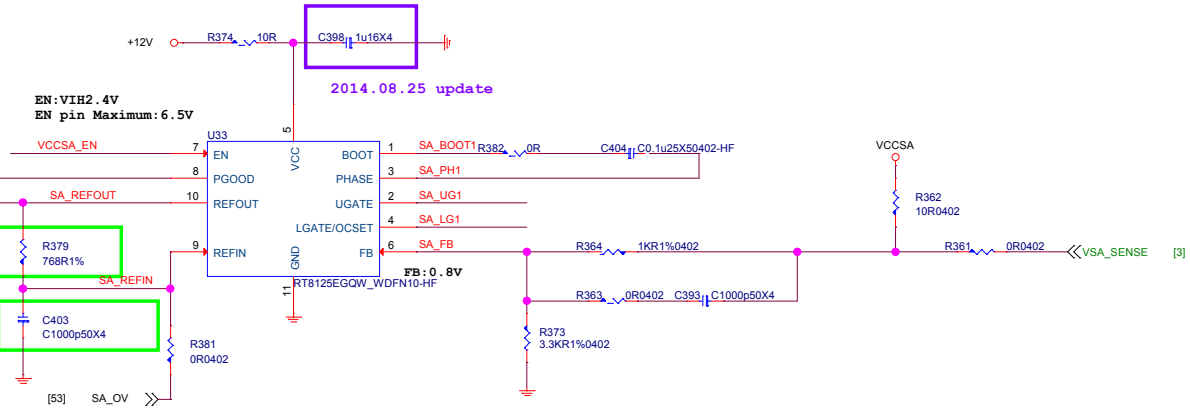 +12V
R374
10R
C398
1u16X4
2014.08.25 update
EN:VIH2.4V
EN pin Maximum:6.5V
U33
5
VCC
VCCSA_EN
7
EN
8
PGOOD
SA_REFOUT
10
REFOUT
9
REFIN
BOOT
1
SA_BOOT1
R382
0R
C404
C0.1u25X50402-HF
PHASE
3
SA_PH1
UGATE
2
SA_UG1
LGATE/OCSET
4
SA_LG1
FB
6
SA_FB
GND
11
FB:0.8V
RT8125EGQW_WDFN10-HF
VCCSA
R362
10R0402
R364
1KR1%0402
R361
0R0402
VSA_SENSE
[3]
R363
0R0402
C393
C1000p50X4
R373
3.3KR1%0402
R379
768R1%
SA_REFIN
C403
C1000p50X4
R381
0R0402
[53]
SA_OV